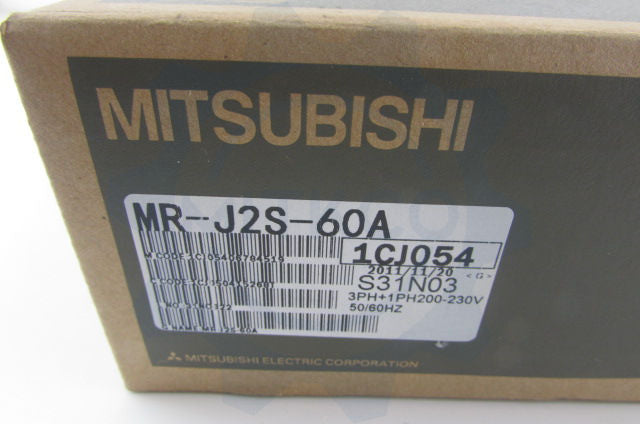 MITSUBISHI
MR-J2S-60A
1CJ054
2011/11/20 <G>
S31N03
3PH+1PH200-230V
50/60HZ
MITSUBISHI ELECTRIC CORPORATION